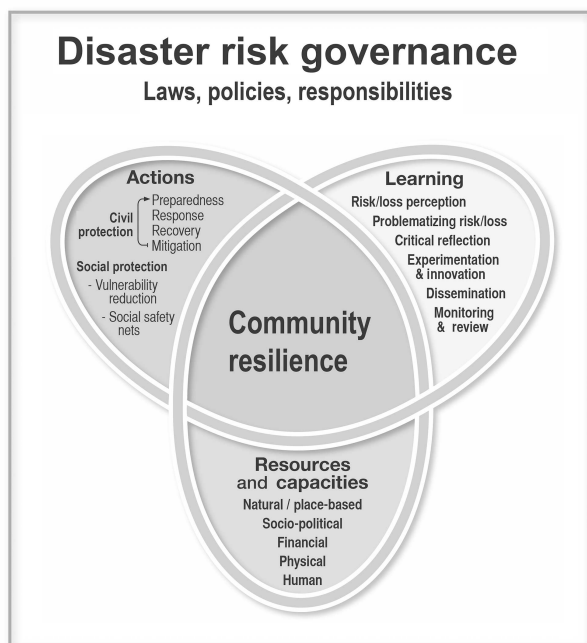 Disaster risk governance
Laws, policies, responsibilities
Actions
Civil
protection
Preparedness
Response
Recovery
Mitigation
Social protection
- Vulnerability
reduction
- Social safety
nets
Learning
Risk/loss perception
Problematizing risk/loss
Critical reflection
Experimentation
& innovation
Dissemination
Monitoring
& review
Community
resilience
Resources
and capacities
Natural / place-based
Socio-political
Financial
Physical
Human